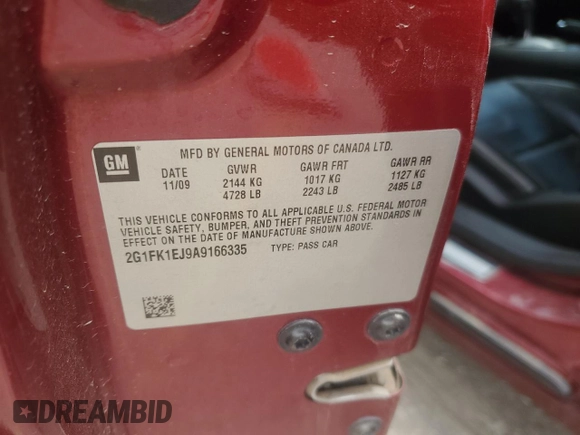 GM
MFD BY GENERAL MOTORS OF CANADA LTD.
DATE GVWR GAWR FRT GAWR RR
11/09 2144 KG 1017 KG 1127 KG
4728 LB 2243 LB 2485 LB
THIS VEHICLE CONFORMS TO ALL APPLICABLE U.S. FEDERAL MOTOR
VEHICLE SAFETY, BUMPER, AND THEFT PREVENTION STANDARDS IN
EFFECT ON THE DATE OF MANUFACTURE SHOWN ABOVE.
2G1FK1EJ9A9166335 TYPE: PASS CAR
DREAMBID